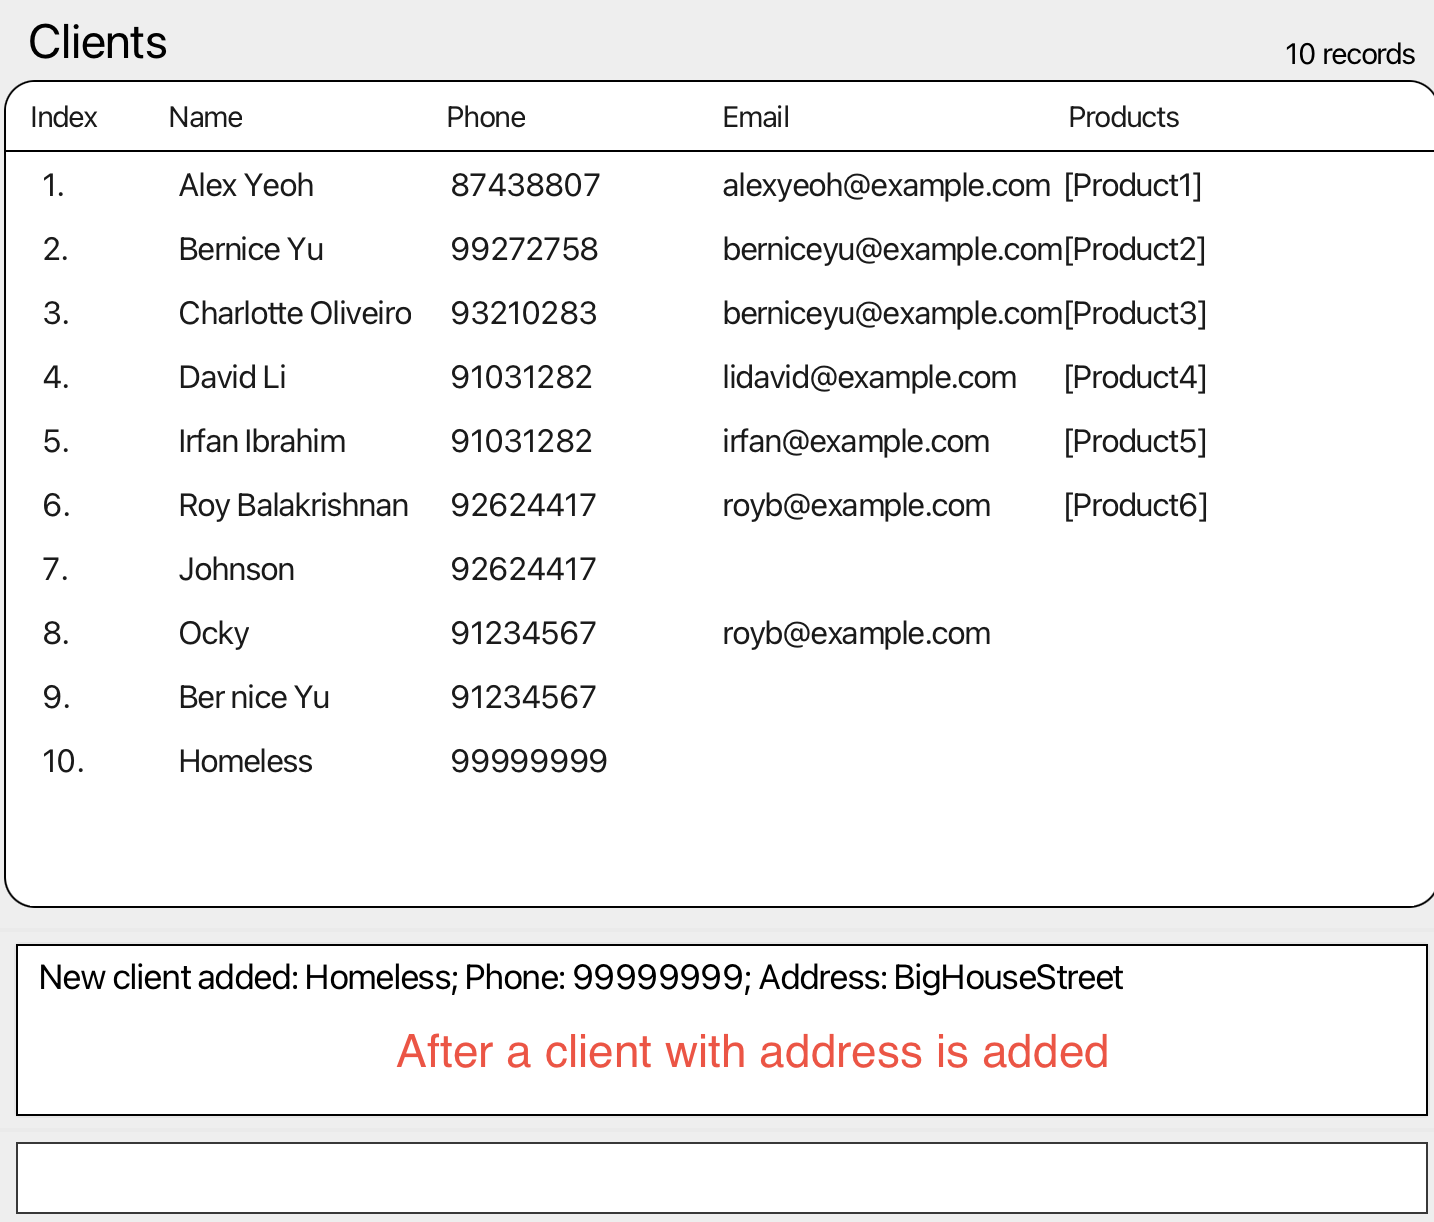 Clients
10 records
Index Name Phone Email Products
1. Alex Yeoh 87438807 alexyeoh@example.com [Product1]
2. Bernice Yu 99272758 berniceyu@example.com[Product2]
3. Charlotte Oliveiro 93210283 berniceyu@example.com[Product3]
4. David Li 91031282 lidavid@example.com [Product4]
5. Irfan Ibrahim 91031282 irfan@example.com [Product5]
6. Roy Balakrishnan 92624417 royb@example.com [Product6]
7. Johnson 92624417
8. Ocky 91234567 royb@example.com
9. Ber nice Yu 91234567
10. Homeless 99999999
New client added: Homeless; Phone: 99999999; Address: BigHouseStreet
After a client with address is added